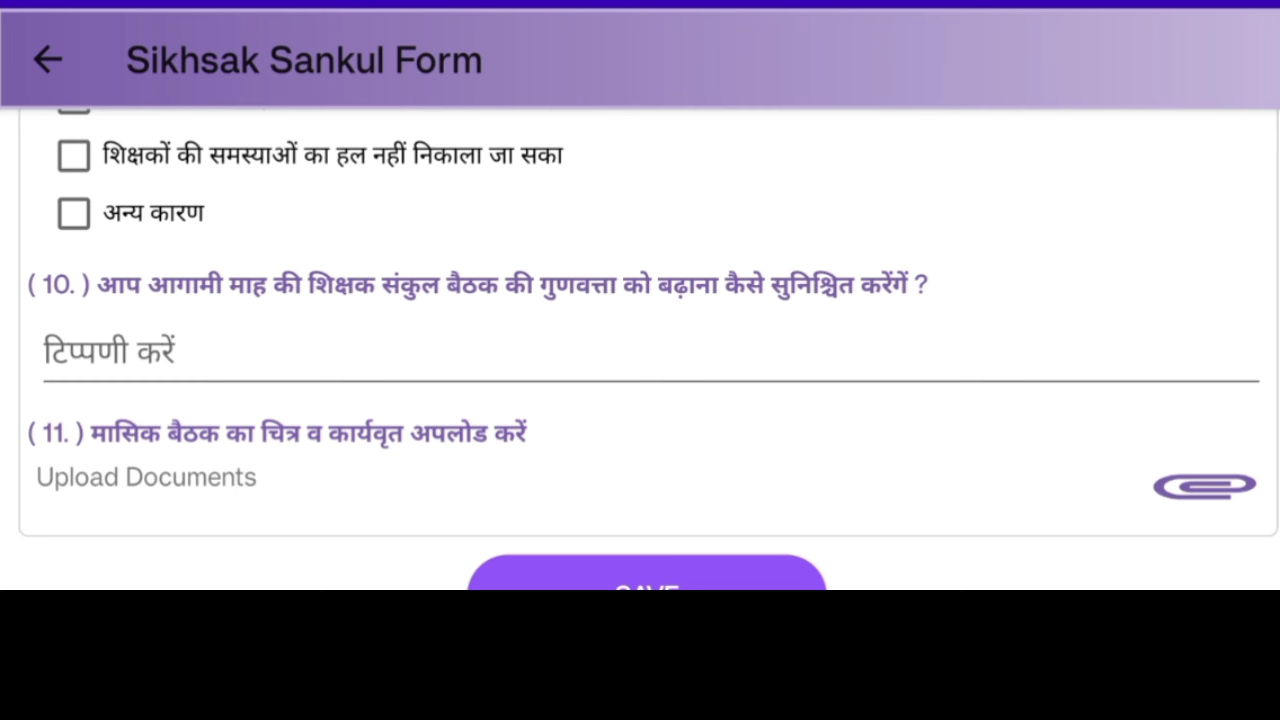 Sikhsak Sankul Form
शिक्षकों की समस्याओं का हल नहीं निकाला जा सका
अन्य कारण
( 10. ) आप आगामी माह की शिक्षक संकुल बैठक की गुणवत्ता को बढ़ाना कैसे सुनिश्चित करेंगें ?
टिप्पणी करें
( 11. ) मासिक बैठक का चित्र व कार्यवृत अपलोड करें
Upload Documents